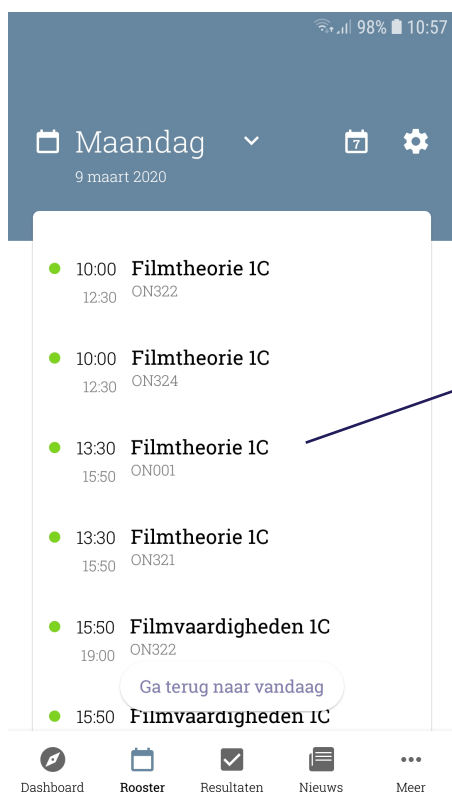 98% 10:57
Maandag
7
9 maart 2020
10:00 Filmtheorie 1C
12:30 ON322
10:00 Filmtheorie 1C
12:30 ON324
13:30 Filmtheorie 1C
15:50 ON001
13:30 Filmtheorie 1C
15:50 ON321
15:50 Filmvaardigheden 1C
19:00 ON322
Ga terug naar vandaag
15:50 Filmvaardigheden 1C
Dashboard Rooster Resultaten Nieuws Meer